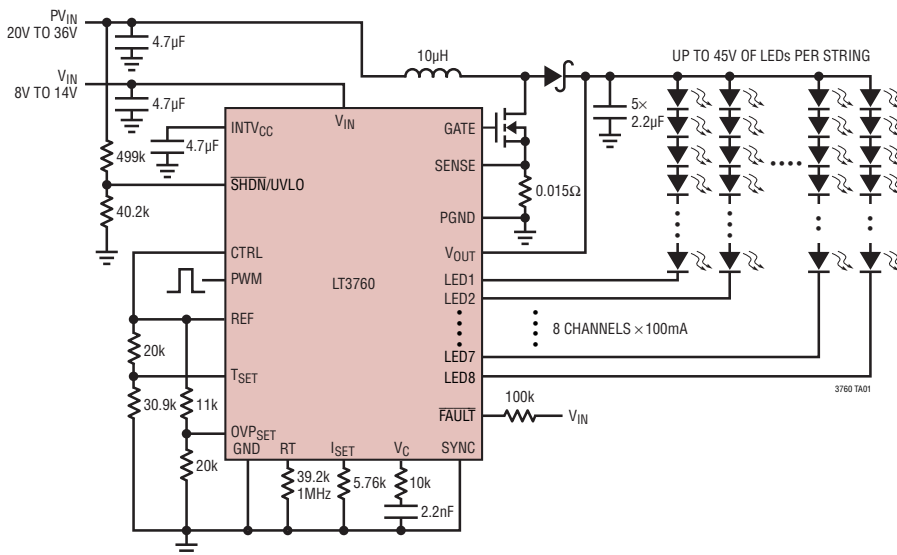 PVIN
20V TO 36V
4.7µF
VIN
8V TO 14V
4.7µF
10µH
UP TO 45V OF LEDs PER STRING
5×
2.2µF
4.7µF
INTVCC
VIN
GATE
499k
SENSE
SHDN/UVLO
0.015Ω
40.2k
PGND
CTRL
VOUT
PWM
LT3760
LED1
LED2
REF
8 CHANNELS × 100mA
20k
LED7
TSET
LED8
3760 TA01
30.9k
11k
100k
FAULT
VIN
OVPSET
GND
RT
ISET
VC
SYNC
20k
39.2k
1MHz
5.76k
10k
2.2nF